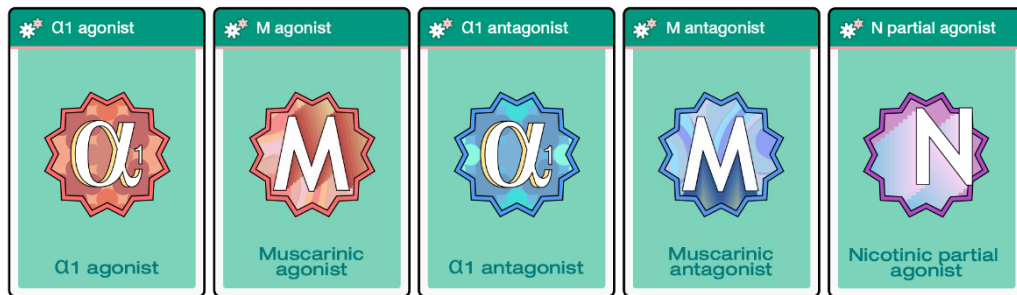 α1 agonist
α1
α1 agonist
M agonist
M
Muscarinic
agonist
α1 antagonist
α1
α1 antagonist
M antagonist
M
Muscarinic
antagonist
N partial agonist
N
Nicotinic partial
agonist